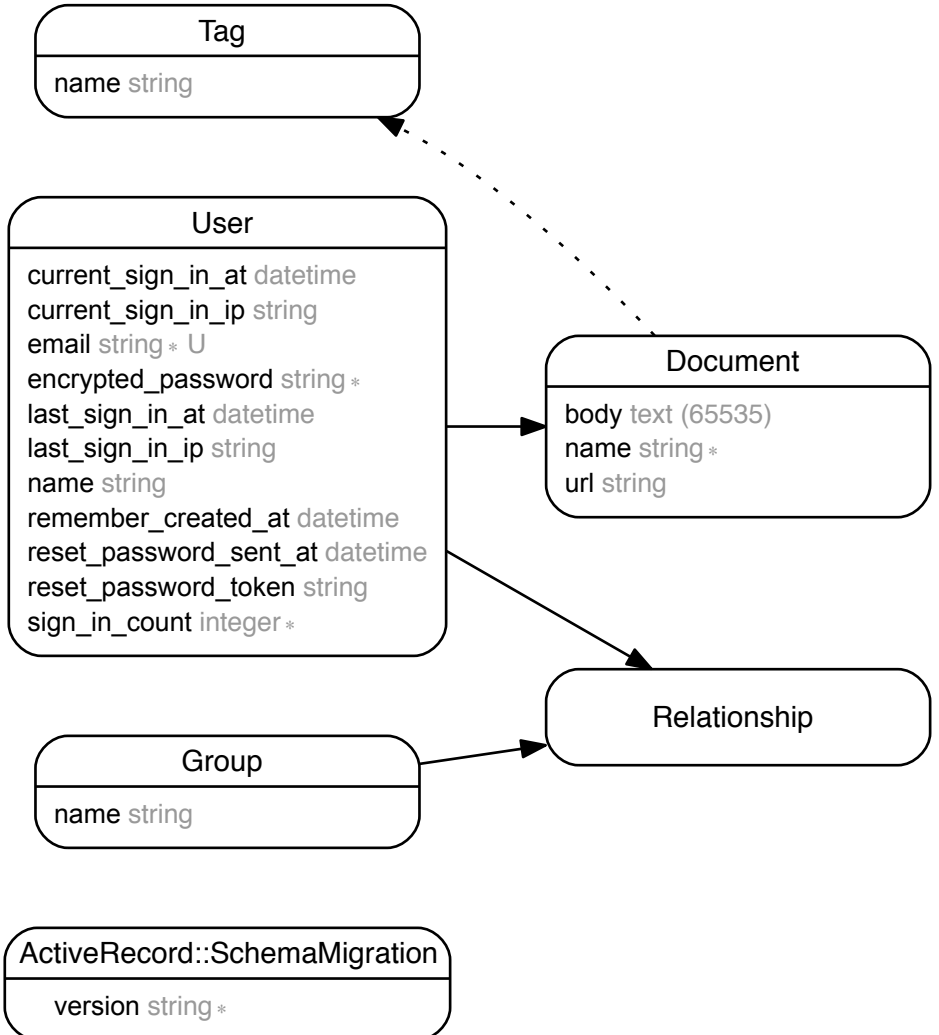 Tag
name string
User
current_sign_in_at datetime
current_sign_in_ip string
email string * U
encrypted_password string *
last_sign_in_at datetime
last_sign_in_ip string
name string
remember_created_at datetime
reset_password_sent_at datetime
reset_password_token string
sign_in_count integer *
Document
body text (65535)
name string *
url string
Relationship
Group
name string
ActiveRecord::SchemaMigration
version string *